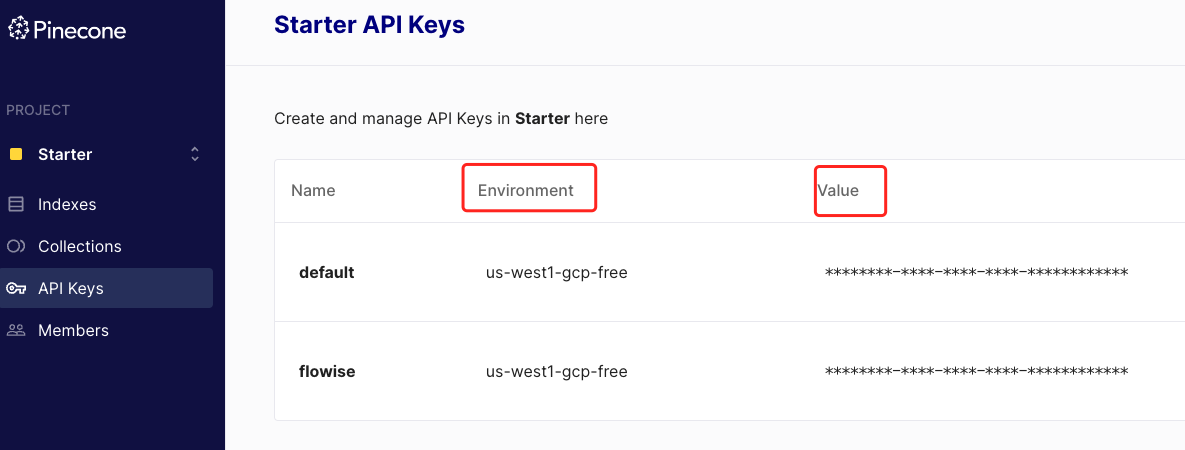 Pinecone
PROJECT
Starter
Indexes
Collections
API Keys
Members
Starter API Keys
Create and manage API Keys in Starter here
Name Environment Value
default us-west1-gcp-free ********-****-****-****-************
flowise us-west1-gcp-free ********-****-****-****-************